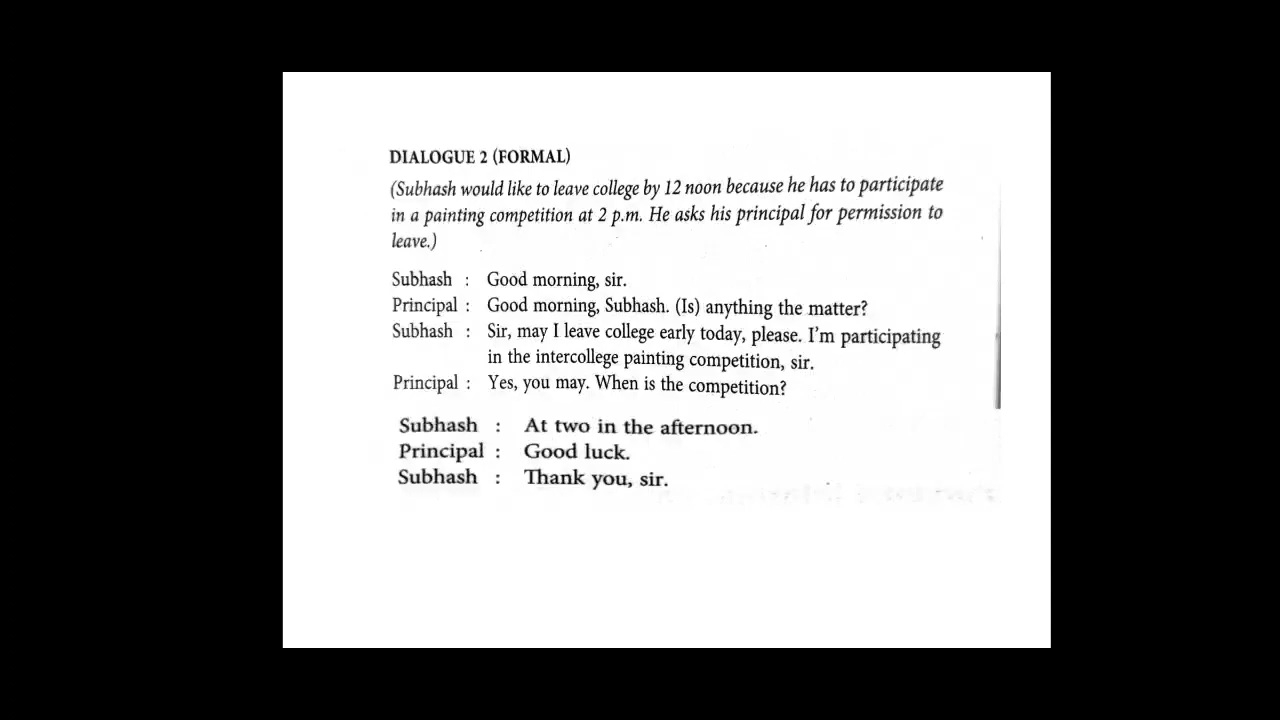 DIALOGUE 2 (FORMAL)
(Subhash would like to leave college by 12 noon because he has to participate
in a painting competition at 2 p.m. He asks his principal for permission to
leave.)
Subhash : Good morning, sir.
Principal : Good morning, Subhash. (Is) anything the matter?
Subhash : Sir, may I leave college early today, please. I'm participating
in the intercollege painting competition, sir.
Principal : Yes, you may. When is the competition?
Subhash : At two in the afternoon.
Principal : Good luck.
Subhash : Thank you, sir.